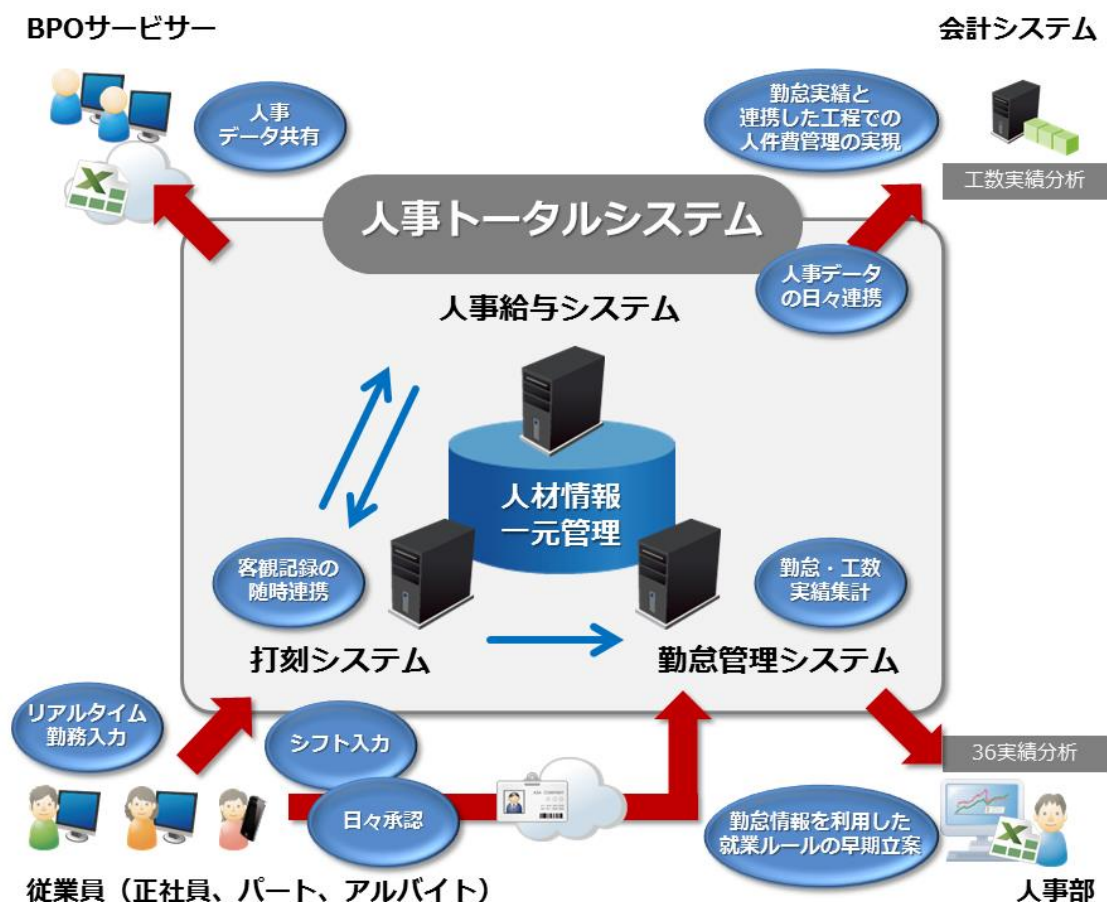 BPOサービサー
会計システム
人事
データ共有
勤怠実績と
連携した工程での
人件費管理の実現
工数実績分析
人事トータルシステム
人事データ
の日々連携
人事給与システム
人材情報
一元管理
客観記録の
随時連携
勤怠・工数
実績集計
打刻システム
勤怠管理システム
リアルタイム
勤務入力
シフト入力
日々承認
36実績分析
勤怠情報を利用した
就業ルールの早期立案
従業員（正社員、パート、アルバイト）
人事部